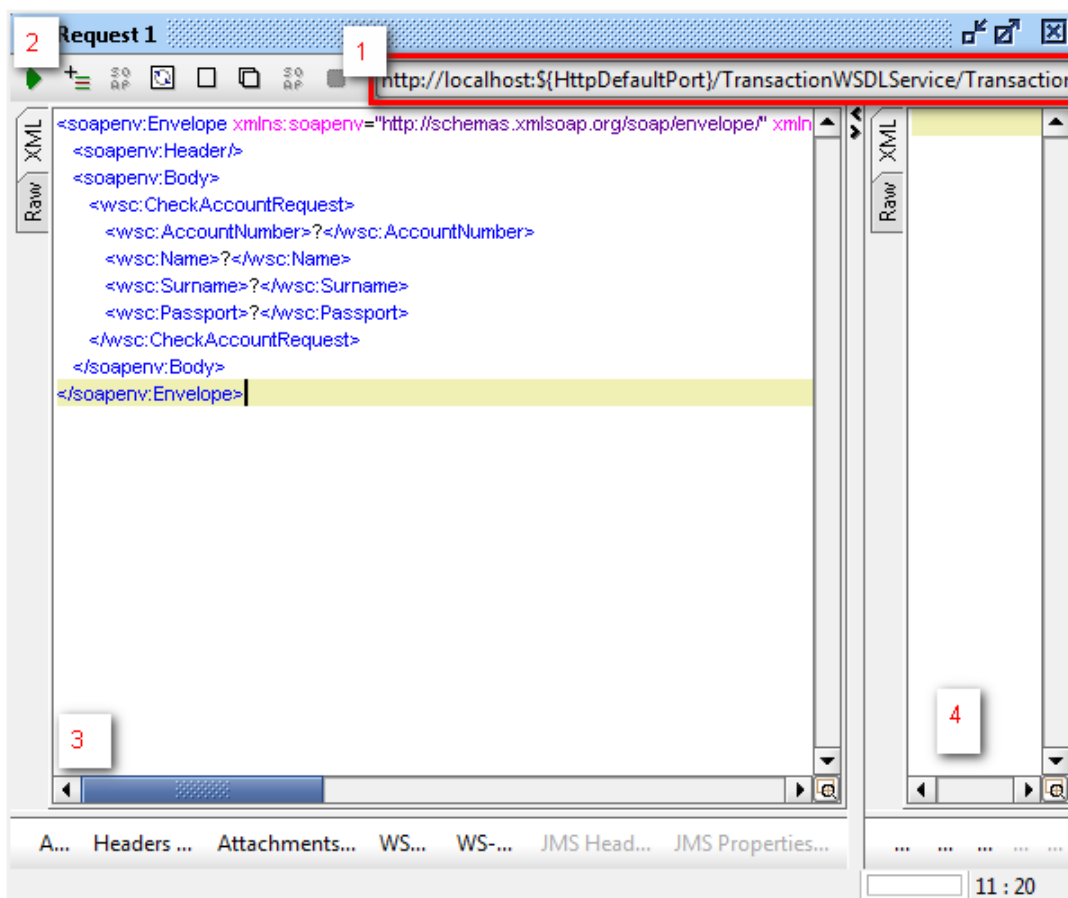 2
Request 1
1
http://localhost:${HttpDefaultPort}/TransactionWSDLService/Transaction
XML
Raw
<soapenv:Envelope xmlns:soapenv="http://schemas.xmlsoap.org/soap/envelope/" xmln
<soapenv:Header/>
<soapenv:Body>
<wsc:CheckAccountRequest>
<wsc:AccountNumber>?</wsc:AccountNumber>
<wsc:Name>?</wsc:Name>
<wsc:Surname>?</wsc:Surname>
<wsc:Passport>?</wsc:Passport>
</wsc:CheckAccountRequest>
</soapenv:Body>
</soapenv:Envelope>
3
XML
Raw
4
A... Headers ... Attachments... WS... WS-... JMS Head... JMS Properties...
... ... ... ... ...
11 : 20